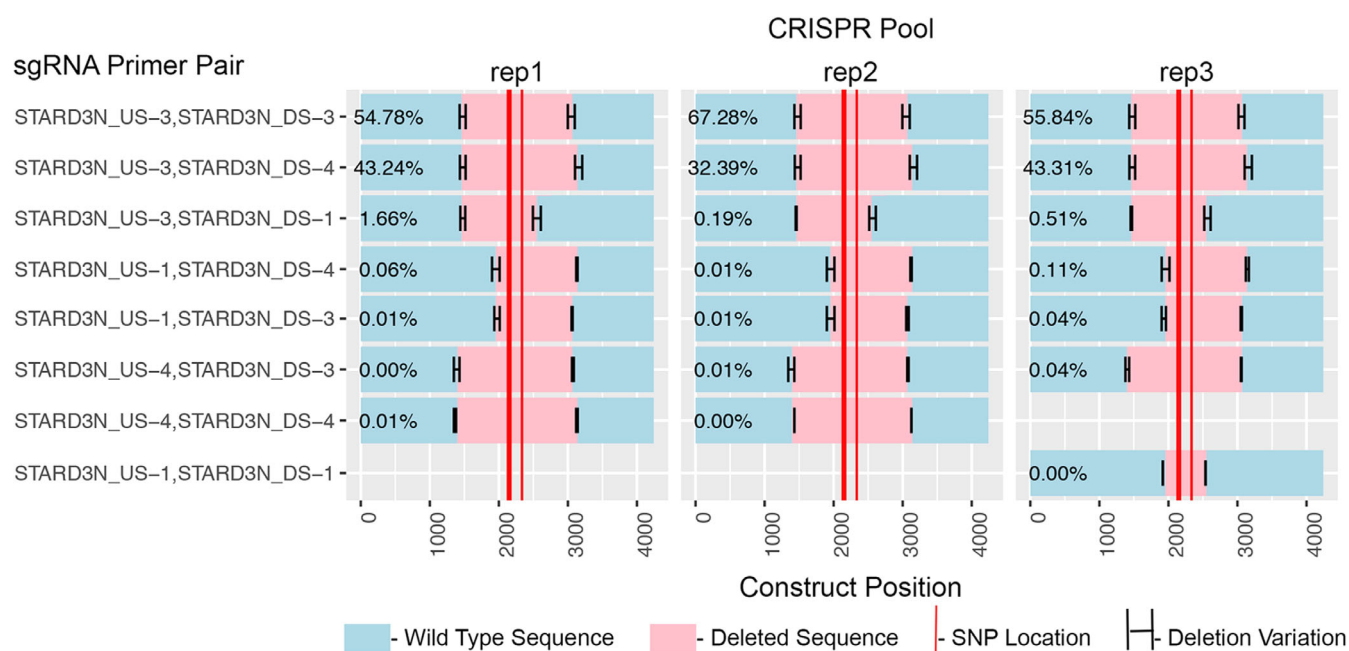 CRISPR Pool
sgRNA Primer Pair
rep1 rep2 rep3
STARD3N_US−3,STARD3N_DS−3 54.78% 67.28% 55.84%
STARD3N_US−3,STARD3N_DS−4 43.24% 32.39% 43.31%
STARD3N_US−3,STARD3N_DS−1 1.66% 0.19% 0.51%
STARD3N_US−1,STARD3N_DS−4 0.06% 0.01% 0.11%
STARD3N_US−1,STARD3N_DS−3 0.01% 0.01% 0.04%
STARD3N_US−4,STARD3N_DS−3 0.00% 0.01% 0.04%
STARD3N_US−4,STARD3N_DS−4 0.01% 0.00%
STARD3N_US−1,STARD3N_DS−1 0.00%
0 1000 2000 3000 4000 0 1000 2000 3000 4000 0 1000 2000 3000 4000
Construct Position
- Wild Type Sequence - Deleted Sequence - SNP Location - Deletion Variation